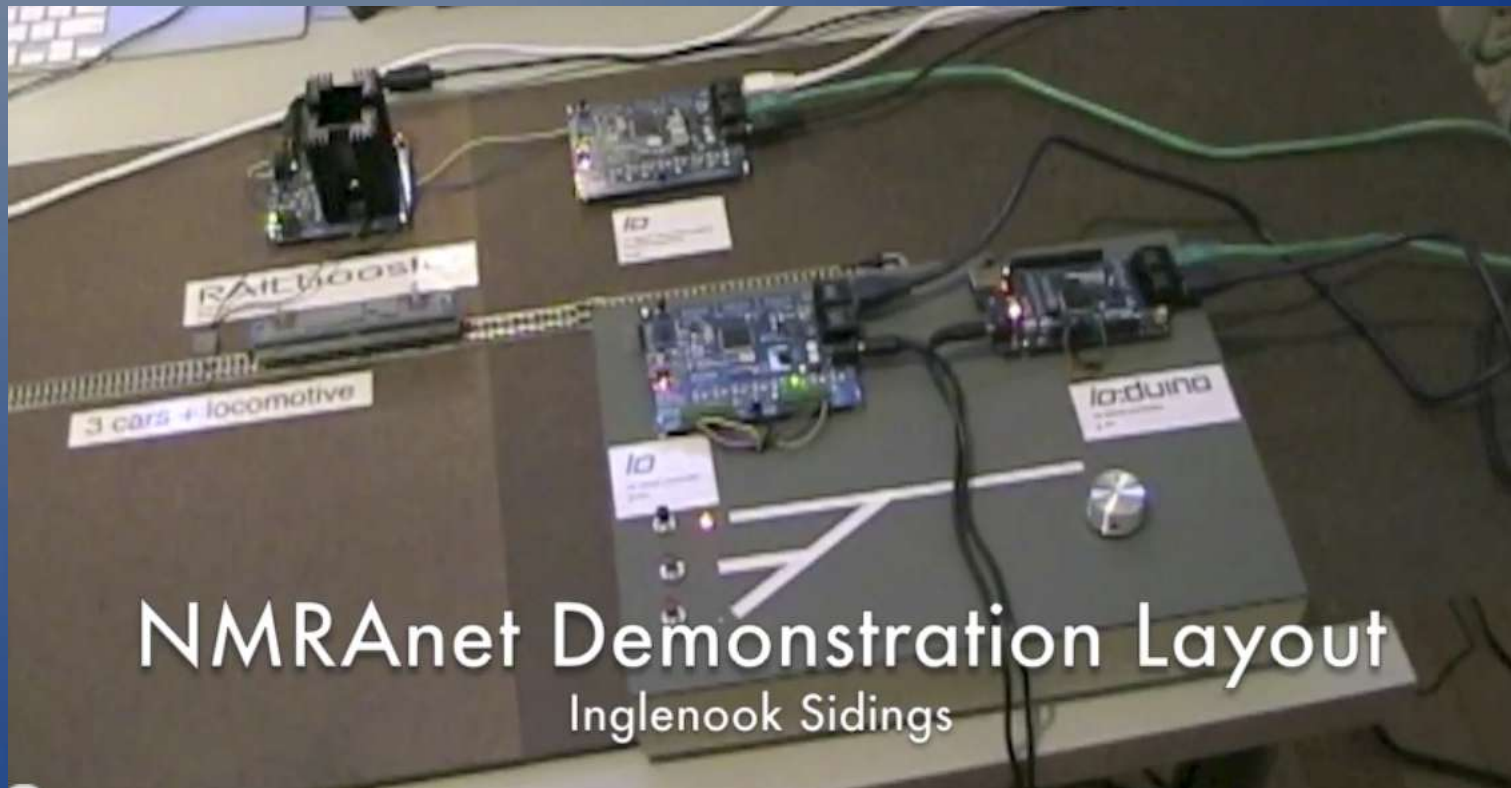 RAILbooster
io
3 cars + locomotive
io:duino
io
NMRAnet Demonstration Layout
Inglenook Sidings